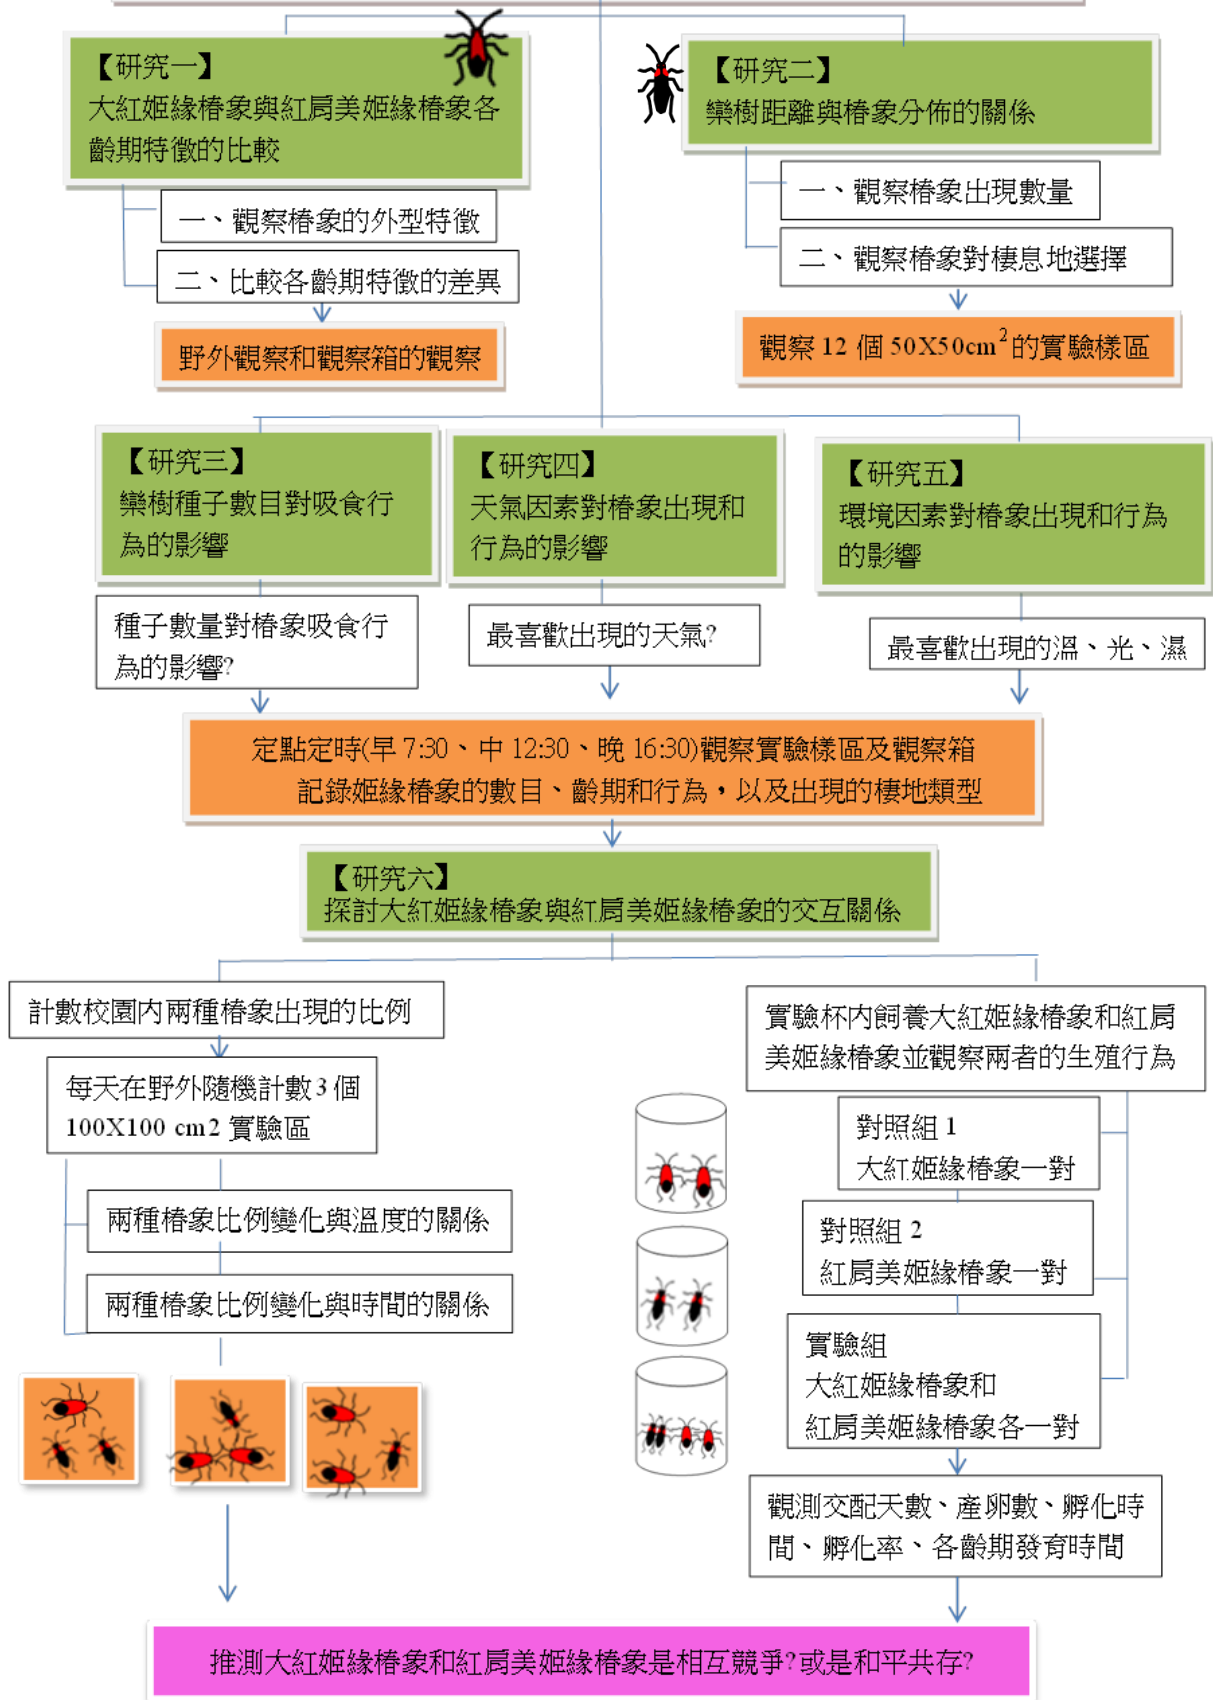 【研究一】
大紅姬緣椿象與紅肩美姬緣椿象各
齡期特徵的比較
一、觀察椿象的外型特徵
二、比較各齡期特徵的差異
野外觀察和觀察箱的觀察
【研究二】
欒樹距離與椿象分佈的關係
一、觀察椿象出現數量
二、觀察椿象對棲息地選擇
觀察 12 個 50X50cm²的實驗樣區
【研究三】
欒樹種子數目對吸食行
為的影響
種子數量對椿象吸食行
為的影響?
【研究四】
天氣因素對椿象出現和
行為的影響
最喜歡出現的天氣?
【研究五】
環境因素對椿象出現和行為
的影響
最喜歡出現的溫、光、濕
定點定時(早 7:30、中 12:30、晚 16:30)觀察實驗樣區及觀察箱
記錄姬緣椿象的數目、齡期和行為，以及出現的棲地類型
【研究六】
探討大紅姬緣椿象與紅肩美姬緣椿象的交互關係
計數校園內兩種椿象出現的比例
每天在野外隨機計數 3 個
100X100 cm2 實驗區
兩種椿象比例變化與溫度的關係
兩種椿象比例變化與時間的關係
實驗杯內飼養大紅姬緣椿象和紅肩
美姬緣椿象並觀察兩者的生殖行為
對照組 1
大紅姬緣椿象一對
對照組 2
紅肩美姬緣椿象一對
實驗組
大紅姬緣椿象和
紅肩美姬緣椿象各一對
觀測交配天數、產卵數、孵化時
間、孵化率、各齡期發育時間
推測大紅姬緣椿象和紅肩美姬緣椿象是相互競爭?或是和平共存?